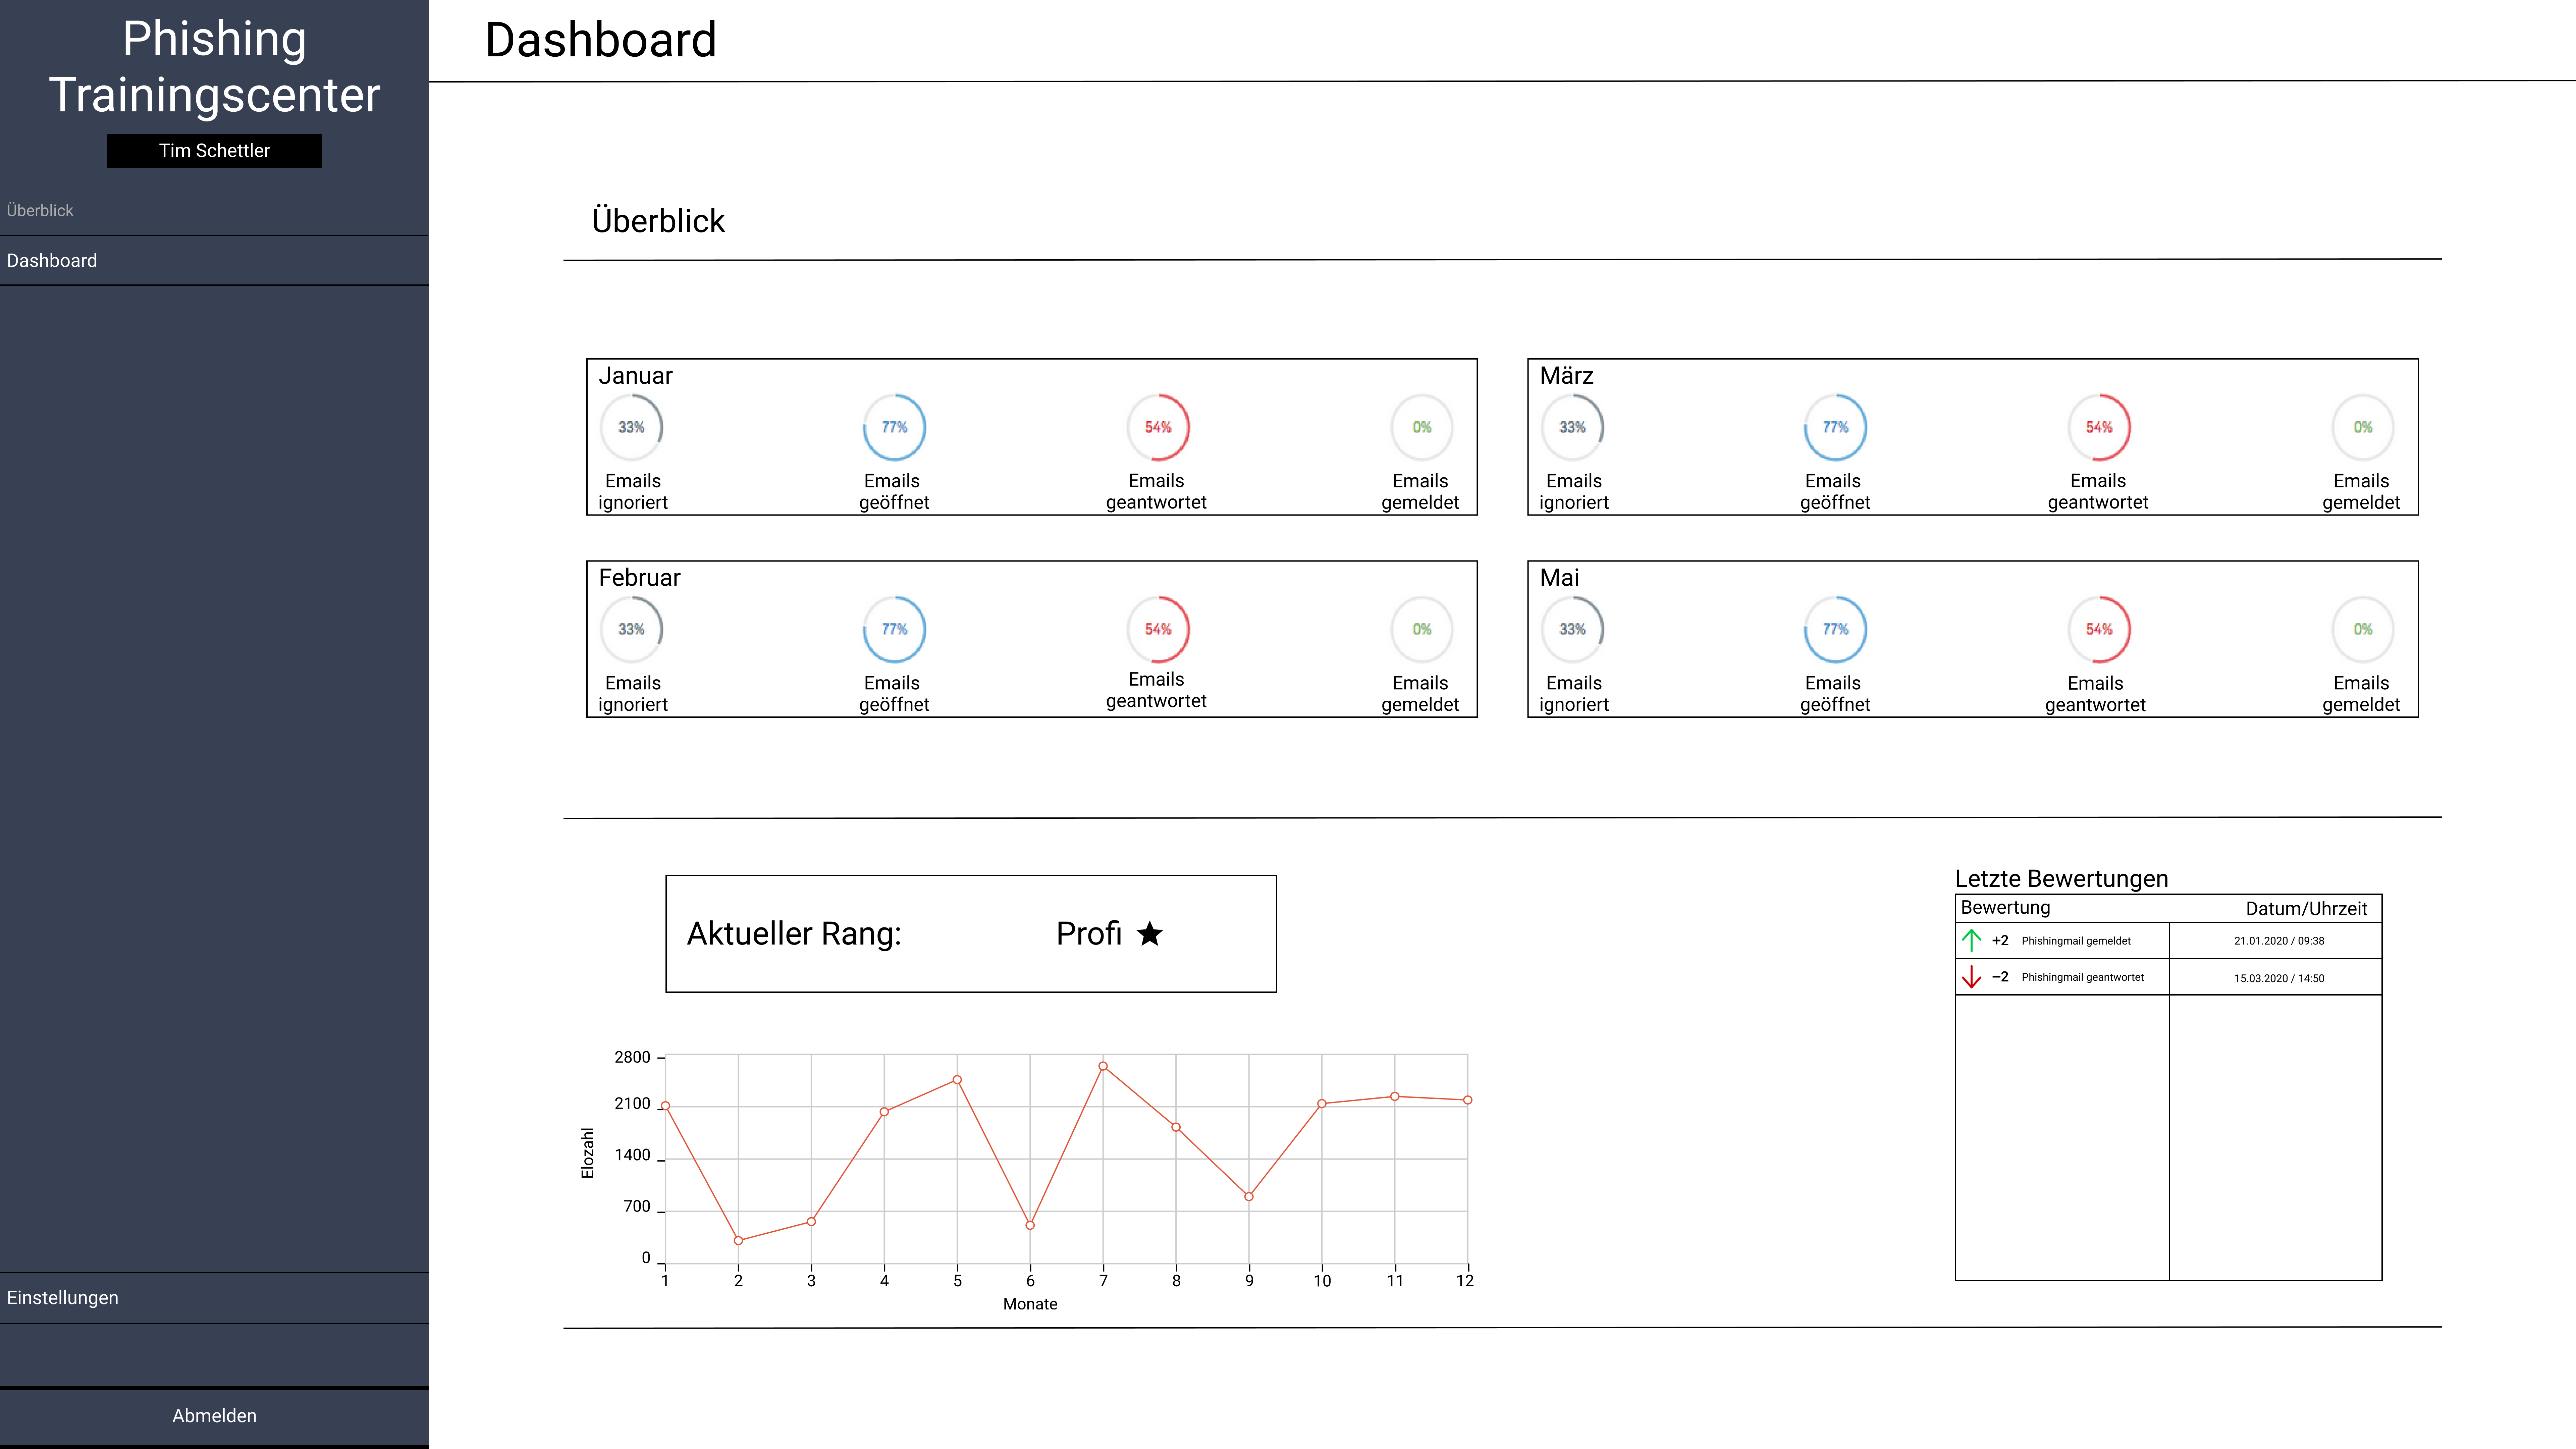 Phishing
Trainingscenter
Tim Schettler
Überblick
Dashboard
Einstellungen
Abmelden
Dashboard
Überblick
Januar
33%
77%
54%
0%
Emails
ignoriert
Emails
geöffnet
Emails
geantwortet
Emails
gemeldet
März
33%
77%
54%
0%
Emails
ignoriert
Emails
geöffnet
Emails
geantwortet
Emails
gemeldet
Februar
33%
77%
54%
0%
Emails
ignoriert
Emails
geöffnet
Emails
geantwortet
Emails
gemeldet
Mai
33%
77%
54%
0%
Emails
ignoriert
Emails
geöffnet
Emails
geantwortet
Emails
gemeldet
Aktueller Rang: Profi ★
2800
2100
1400
700
0
Elozahl
1 2 3 4 5 6 7 8 9 10 11 12
Monate
Letzte Bewertungen
Bewertung Datum/Uhrzeit
+2 Phishingmail gemeldet 21.01.2020 / 09:38
–2 Phishingmail geantwortet 15.03.2020 / 14:50